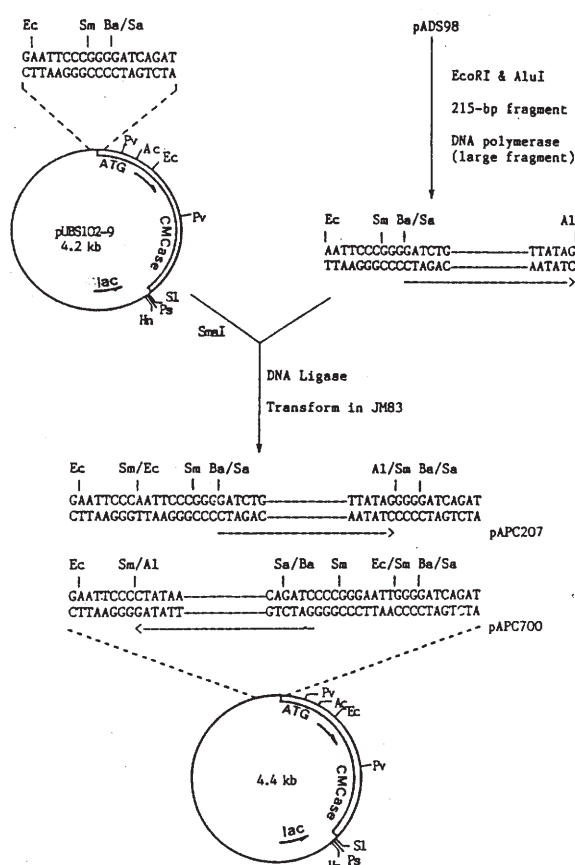 Ec Sm Ba/Sa
GAATTCCCGGGGATCAGAT
CTTAAGGGCCCCTAGTCTA
Pv
Ac
Ec
ATG
Pv
CMCase
pUBS102-9
4.2 kb
lac
Sl
Ps
Hn
pADS98
EcoRI & AluI
215-bp fragment
DNA polymerase
(large fragment)
Ec Sm Ba/Sa Al
AATTCCCGGGGATCTG TTATAG
TTAAGGGCCCCTAGAC AATATC
SmaI
DNA Ligase
Transform in JM83
Ec Sm/Ec Sm Ba/Sa Al/Sm Ba/Sa
GAATTCCCAATTCCCGGGGATCTG TTATAGGGGGATCAGAT
CTTAAGGGTTAAGGGCCCCTAGAC AATATCCCCCTAGTCTA
pAPC207
Ec Sm/Al Sa/Ba Sm Ec/Sm Ba/Sa
GAATTCCCCTATAA CAGATCCCCGGGAATTGGGGATCAGAT
CTTAAGGGGATATT GTCTAGGGGCCCTTAACCCCTAGTCTA
pAPC700
Pv
Ac
Ec
ATG
Pv
CMCase
4.4 kb
lac
Sl
Ps